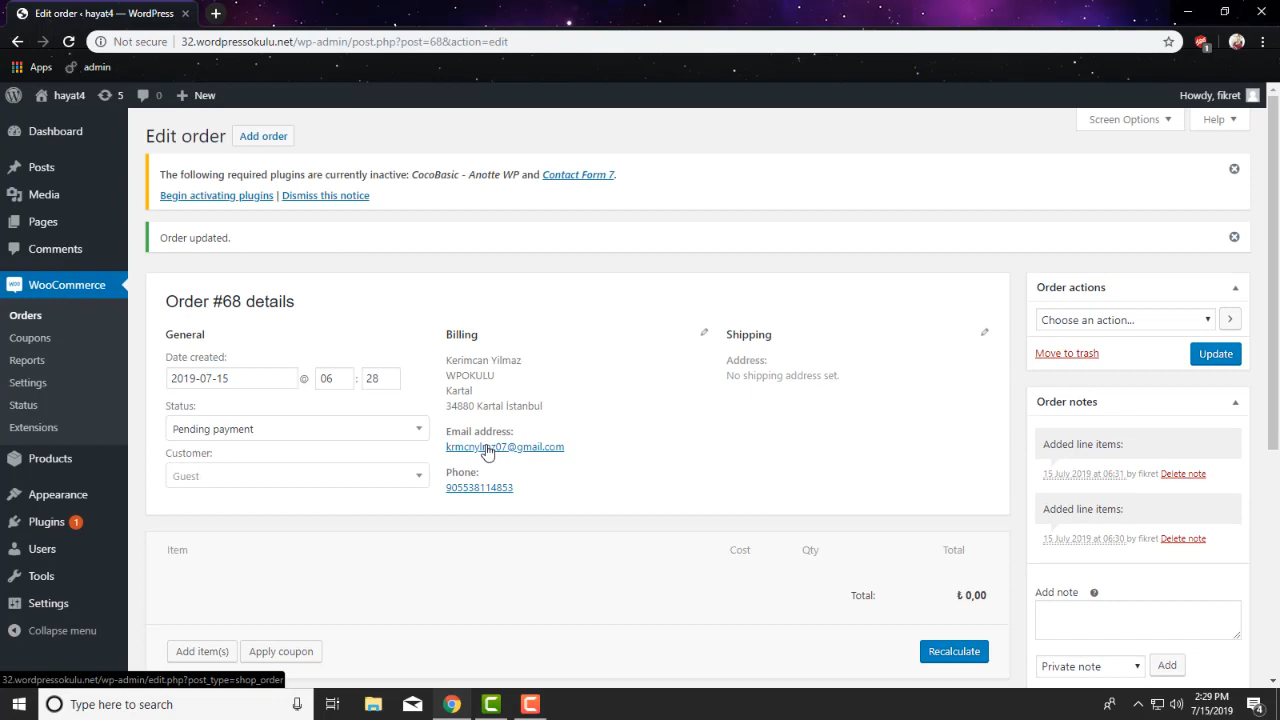 Edit order ‹ hayat4 — WordPress
Not secure
32.wordpressokulu.net/wp-admin/post.php?post=68&action=edit
Apps
admin
hayat4
5
0
New
Howdy, fikret
Dashboard
Posts
Media
Pages
Comments
WooCommerce
Orders
Coupons
Reports
Settings
Status
Extensions
Products
Appearance
Plugins 1
Users
Tools
Settings
Collapse menu
Screen Options
Help
Edit order
Add order
The following required plugins are currently inactive: CocoBasic - Anotte WP and Contact Form 7.
Begin activating plugins | Dismiss this notice
Order updated.
Order #68 details
General
Date created:
2019-07-15 @ 06 : 28
Status:
Pending payment
Customer:
Guest
Billing
Kerimcan Yilmaz
WPOKULU
Kartal
34880 Kartal İstanbul
Email address:
krmcnylmz07@gmail.com
Phone:
905538114853
Shipping
Address:
No shipping address set.
Item
Cost
Qty
Total
Total:
₺ 0,00
Add item(s)
Apply coupon
Recalculate
Order actions
Choose an action...
Move to trash
Update
Order notes
Added line items:
15 July 2019 at 06:31 by fikret Delete note
Added line items:
15 July 2019 at 06:30 by fikret Delete note
Add note
Private note
Add
32.wordpressokulu.net/wp-admin/edit.php?post_type=shop_order
Type here to search
2:29 PM
7/15/2019
4